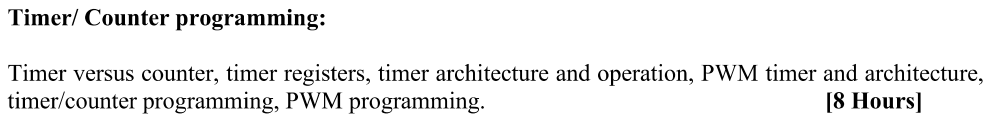 Timer/ Counter programming:
Timer versus counter, timer registers, timer architecture and operation, PWM timer and architecture,
timer/counter programming, PWM programming. [8 Hours]